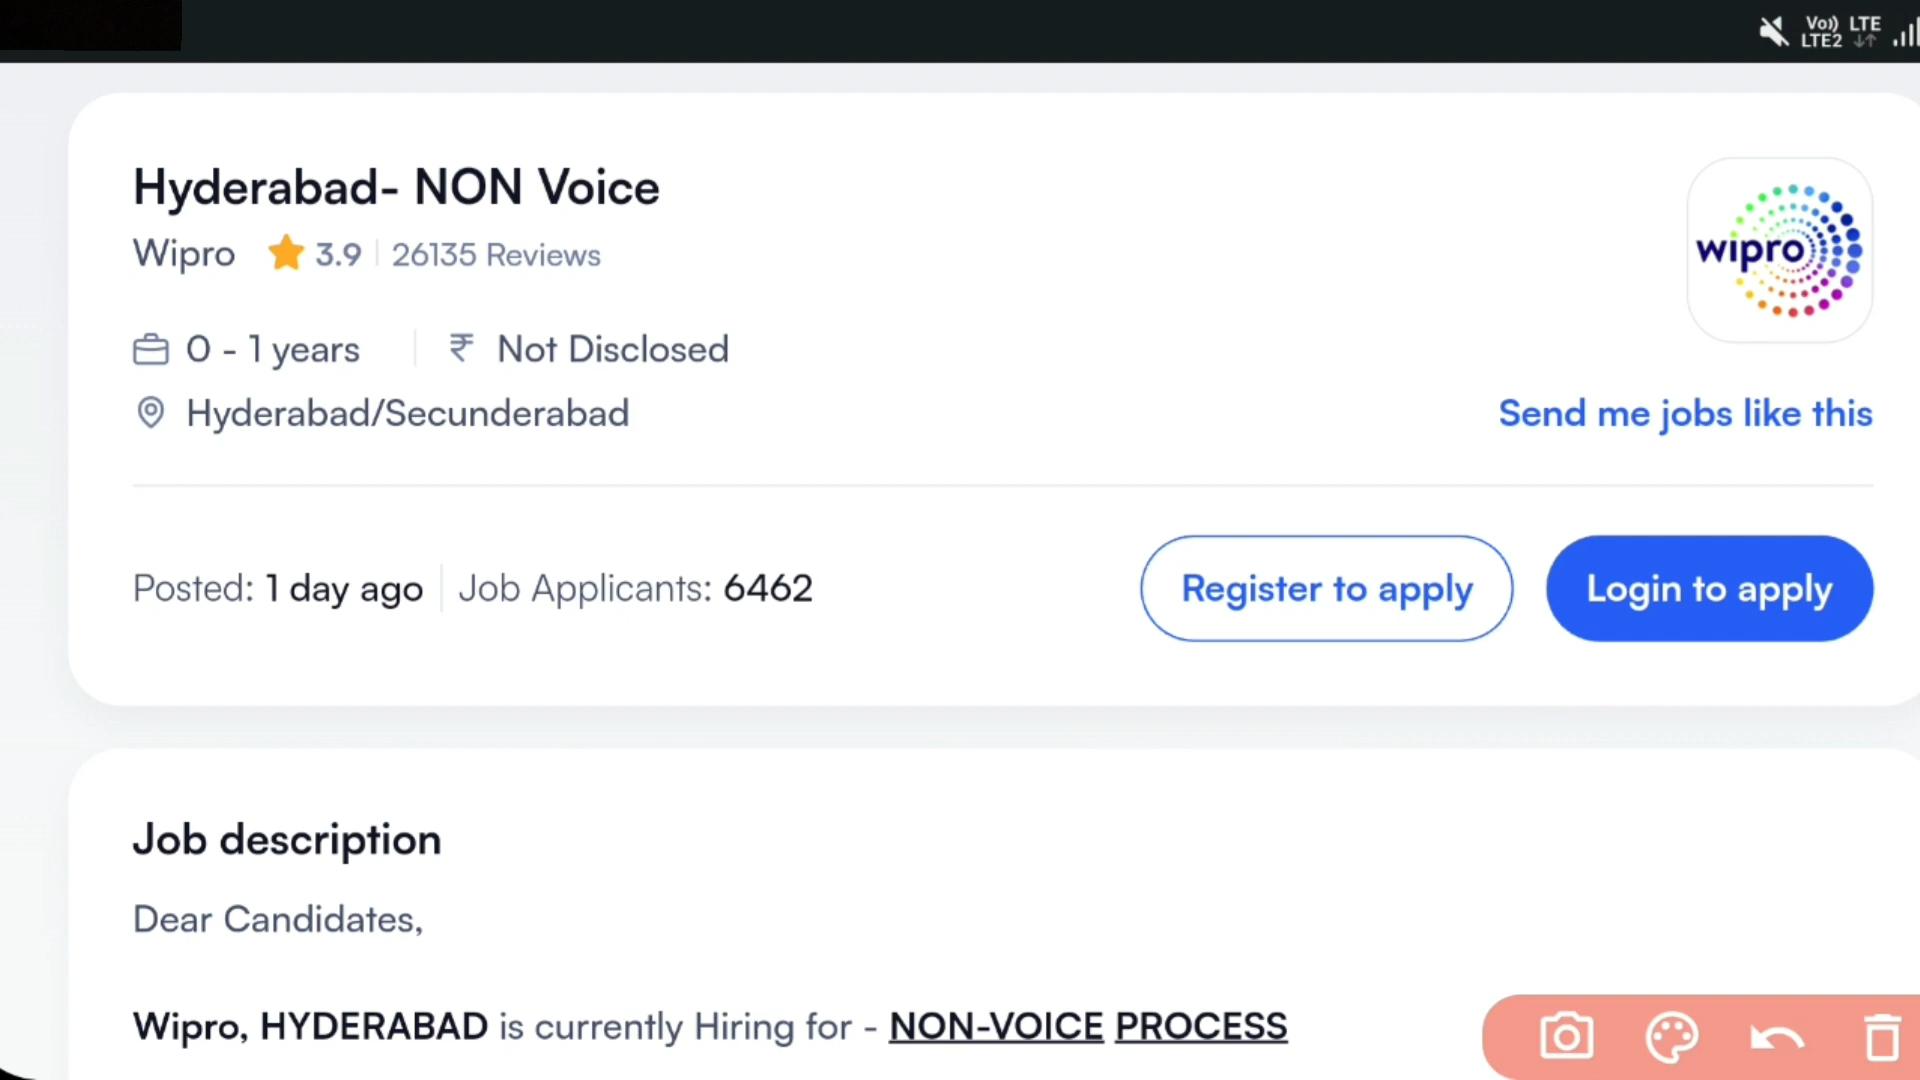 Vo)) LTE
LTE2
Hyderabad- NON Voice
Wipro 3.9 26135 Reviews
wipro
0 - 1 years ₹ Not Disclosed
Hyderabad/Secunderabad
Send me jobs like this
Posted: 1 day ago Job Applicants: 6462
Register to apply Login to apply
Job description
Dear Candidates,
Wipro, HYDERABAD is currently Hiring for - NON-VOICE PROCESS